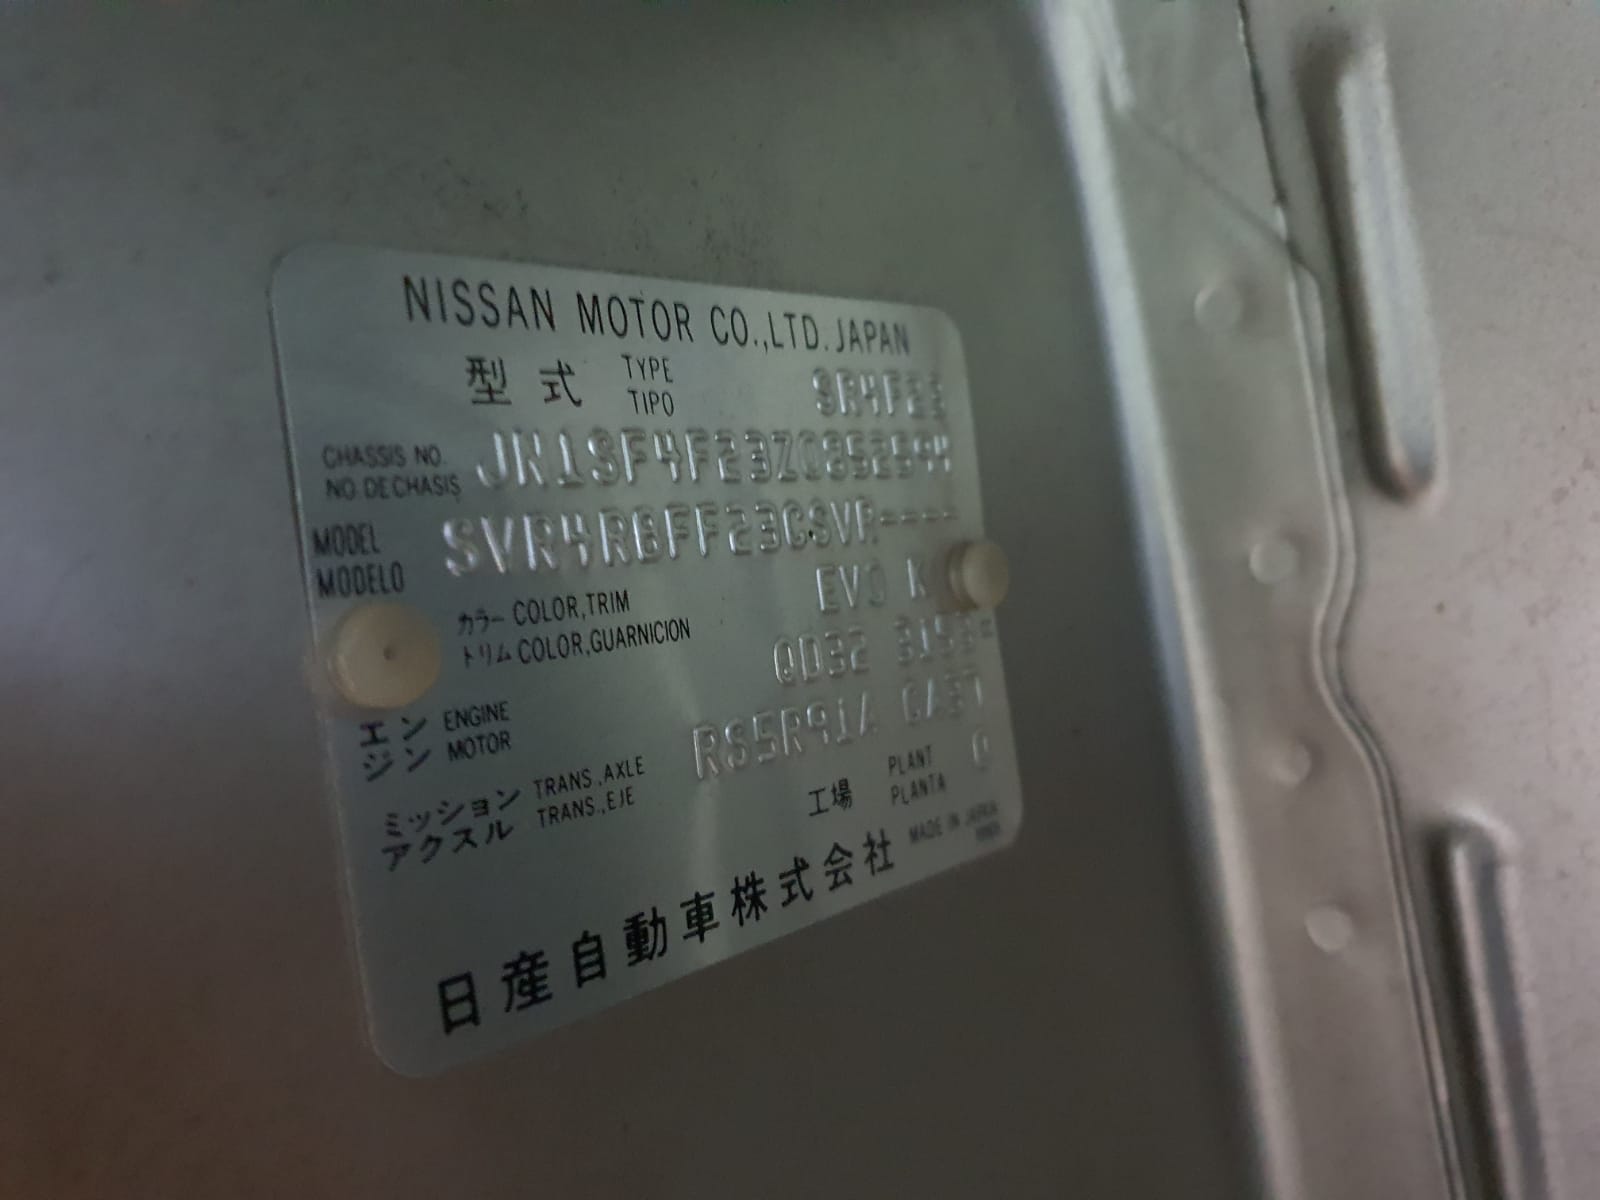 NISSAN MOTOR CO.,LTD. JAPAN
型式 TYPE
TIPO
CHASSIS NO.
NO. DE CHASIS
MODEL
MODELO
カラー COLOR,TRIM
トリム COLOR,GUARNICION
EV0
QD32
エン ENGINE
ジン MOTOR
ミッション TRANS.,AXLE
アクスル TRANS.,EJE
RS5R91A
工場 PLANT
PLANTA
MADE IN JAPAN
日産自動車株式会社